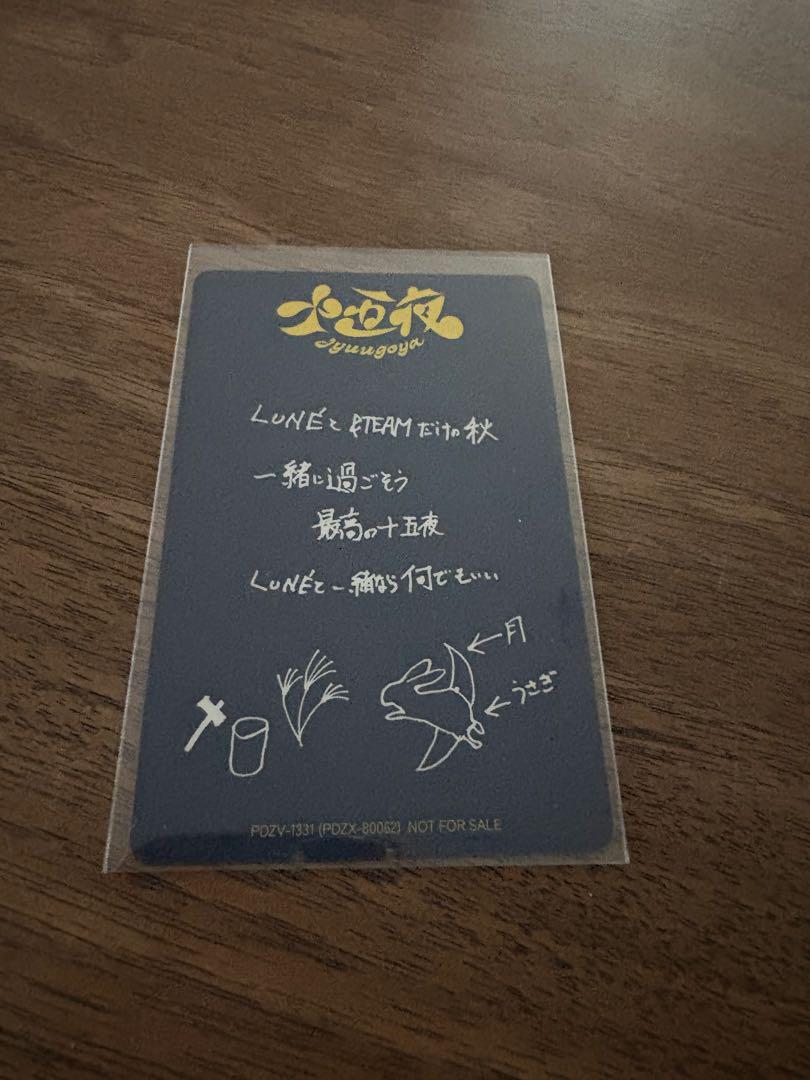 十五夜
Jyuugoya
LUNÉと &TEAMだけの秋
一緒に過ごそう
最高の十五夜
LUNÉと一緒なら何でもいい
←月
←うさぎ
PDZV-1331 (PDZX-80062) NOT FOR SALE